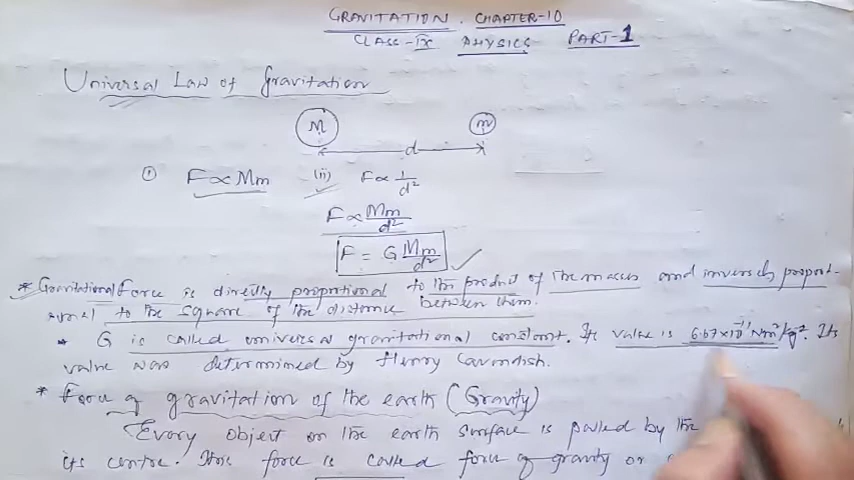 GRAVITATION. CHAPTER-10
CLASS-IX PHYSICS PART-1
Universal Law of Gravitation
M m
d
(i) F ∝ Mm (ii) F ∝ 1/d²
F ∝ Mm/d²
F = G Mm/d²
* Gravitational Force is directly proportional to the product of the masses and inversely proport-
ional to the square of the distance between them.
* G is called universal gravitational constant. Its value is 6.67×10⁻¹¹ Nm²/kg². Its
value was determined by Henry Cavendish.
* Force of gravitation of the earth (Gravity)
Every object on the earth surface is pulled by the
its centre. This force is called force of gravity or